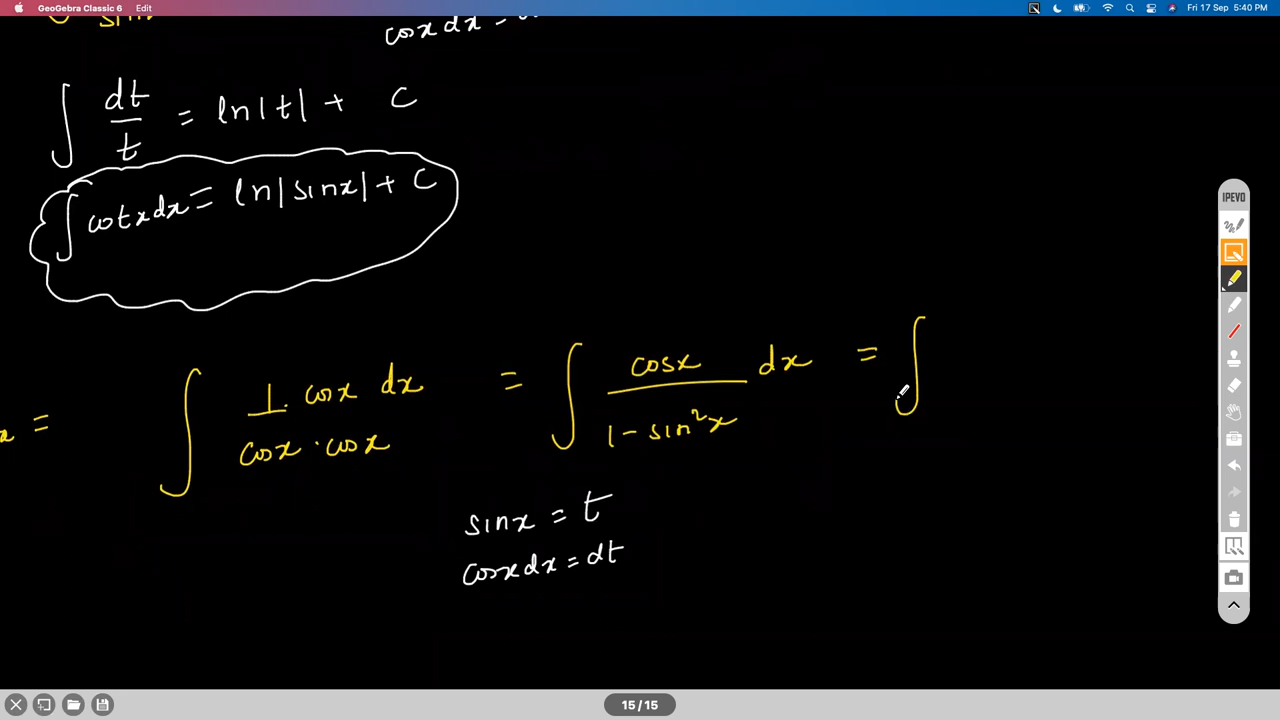 GeoGebra Classic 6 Edit Fri 17 Sep 5:40 PM
sinx
cosx dx =
∫ dt/t = ln|t| + C
∫ cotx dx = ln|sinx| + C
x = ∫ 1·cosx dx / cosx·cosx = ∫ cosx / 1-sin²x dx = ∫
sinx = t
cosx dx = dt
IPEVO
15/15